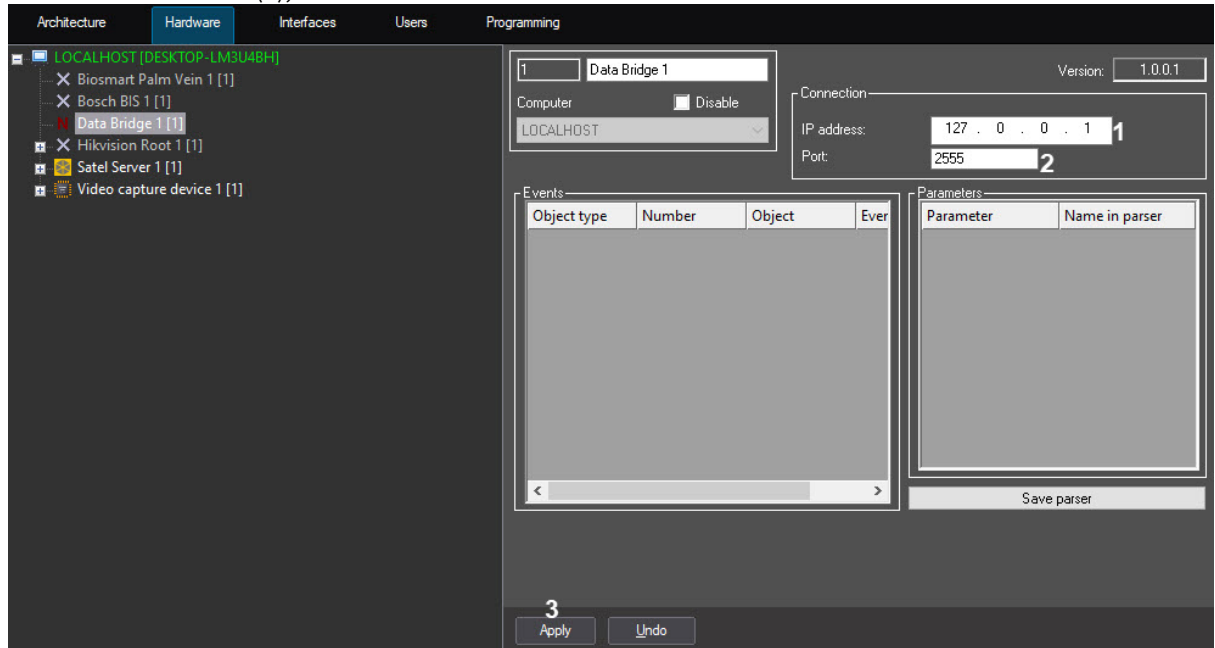 Architecture Hardware Interfaces Users Programming
LOCALHOST [DESKTOP-LM3U4BH]
Biosmart Palm Vein 1 [1]
Bosch BIS 1 [1]
N Data Bridge 1 [1]
Hikvision Root 1 [1]
Satel Server 1 [1]
Video capture device 1 [1]
1 Data Bridge 1
Computer Disable
LOCALHOST
Version: 1.0.0.1
Connection
IP address: 127 . 0 . 0 . 1 1
Port: 2555 2
Events
Object type Number Object Ever
Parameters
Parameter Name in parser
Save parser
3
Apply Undo